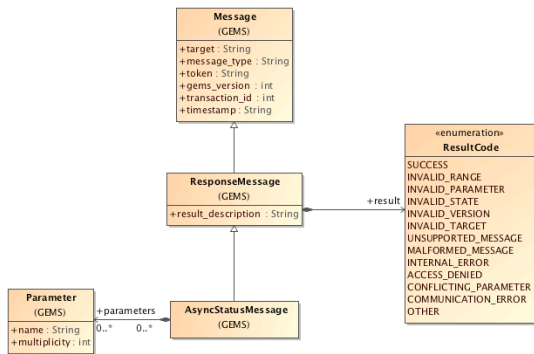 Message
(GEMS)
+target : String
+message_type : String
+token : String
+gems_version : int
+transaction_id : int
+timestamp : String
«enumeration»
ResultCode
SUCCESS
INVALID_RANGE
INVALID_PARAMETER
INVALID_STATE
INVALID_VERSION
INVALID_TARGET
UNSUPPORTED_MESSAGE
MALFORMED_MESSAGE
INTERNAL_ERROR
ACCESS_DENIED
CONFLICTING_PARAMETER
COMMUNICATION_ERROR
OTHER
ResponseMessage
(GEMS)
+result_description : String
+result
Parameter
(GEMS)
+name : String
+multiplicity : int
+parameters
0..* 0..*
AsyncStatusMessage
(GEMS)